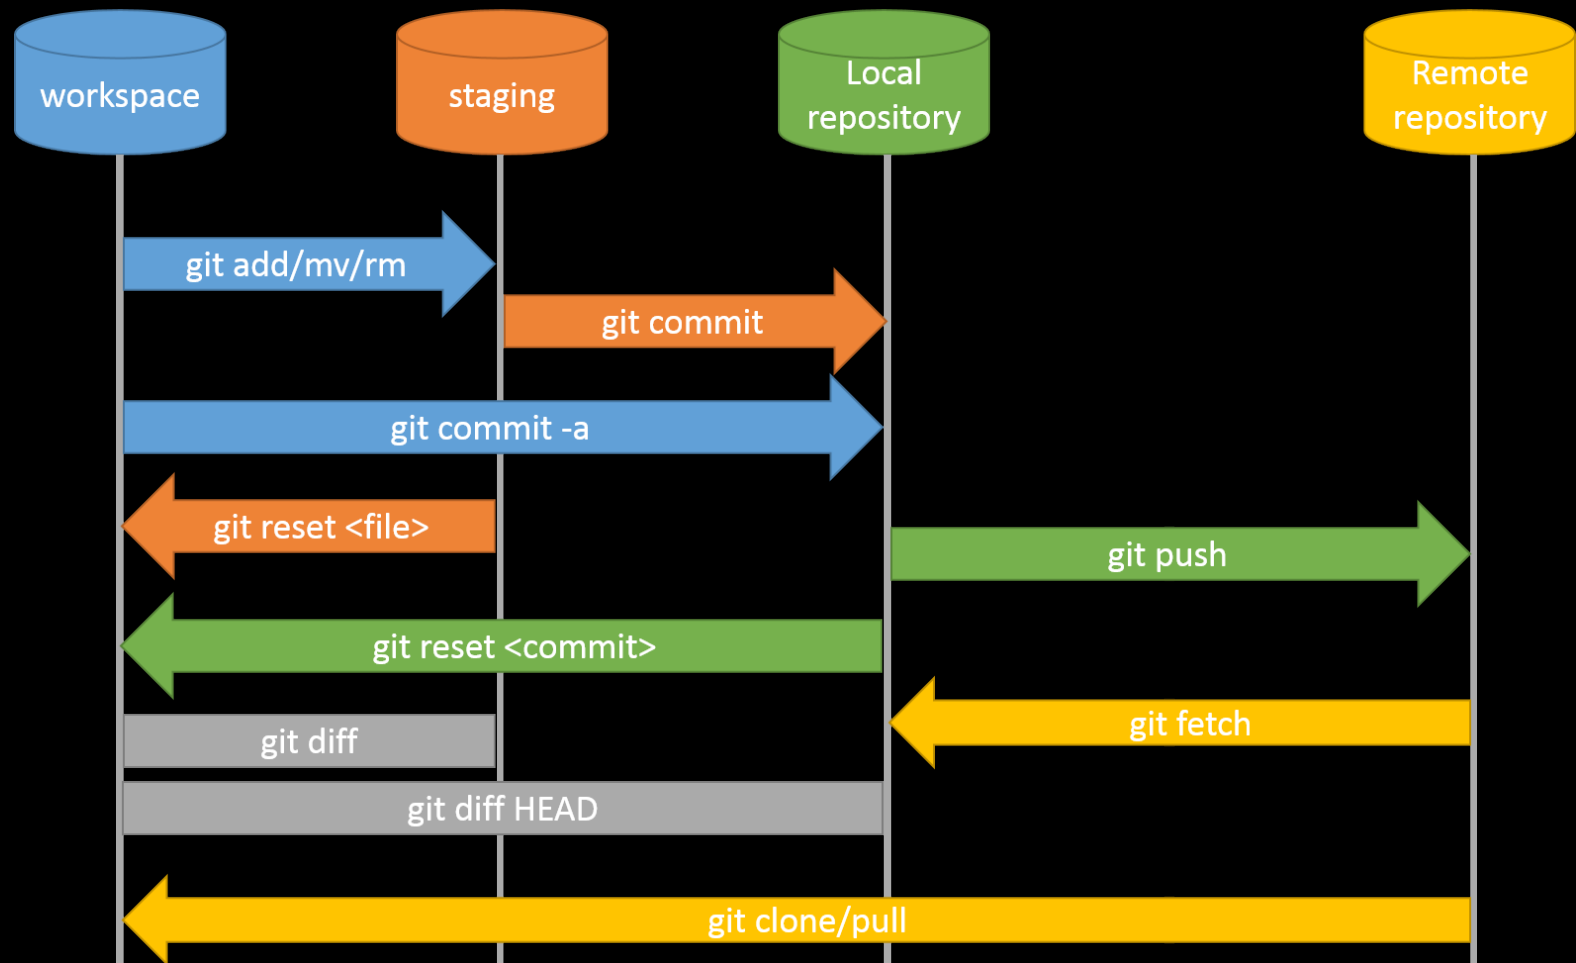 workspace
staging
Local
repository
Remote
repository
git add/mv/rm
git commit
git commit -a
git reset <file>
git push
git reset <commit>
git fetch
git diff
git diff HEAD
git clone/pull